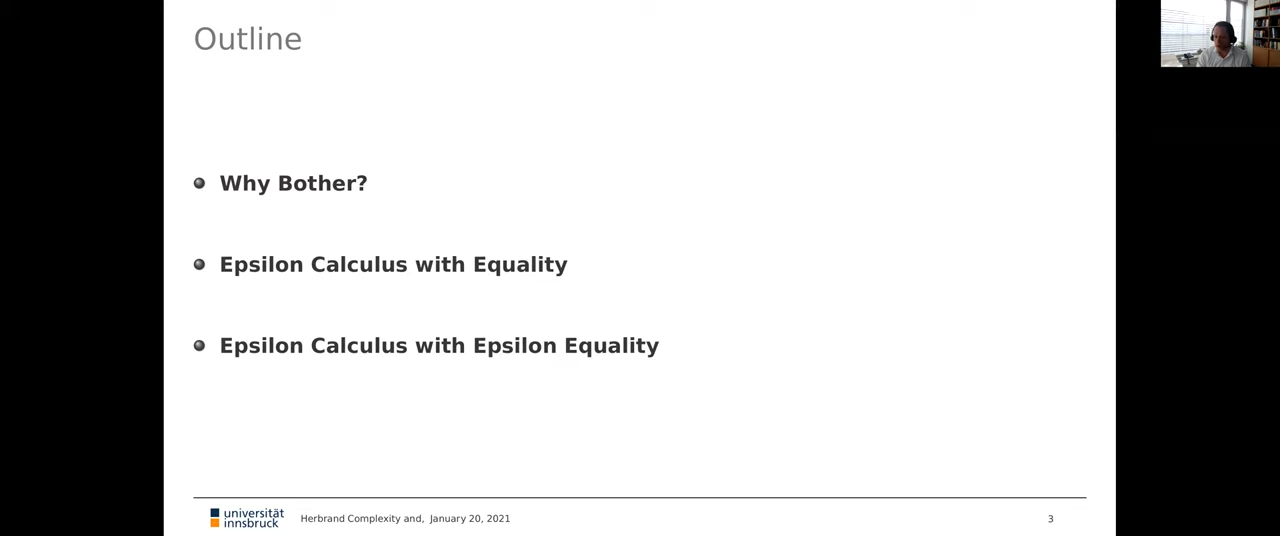 Outline
Why Bother?
Epsilon Calculus with Equality
Epsilon Calculus with Epsilon Equality
universität
innsbruck
Herbrand Complexity and, January 20, 2021
3